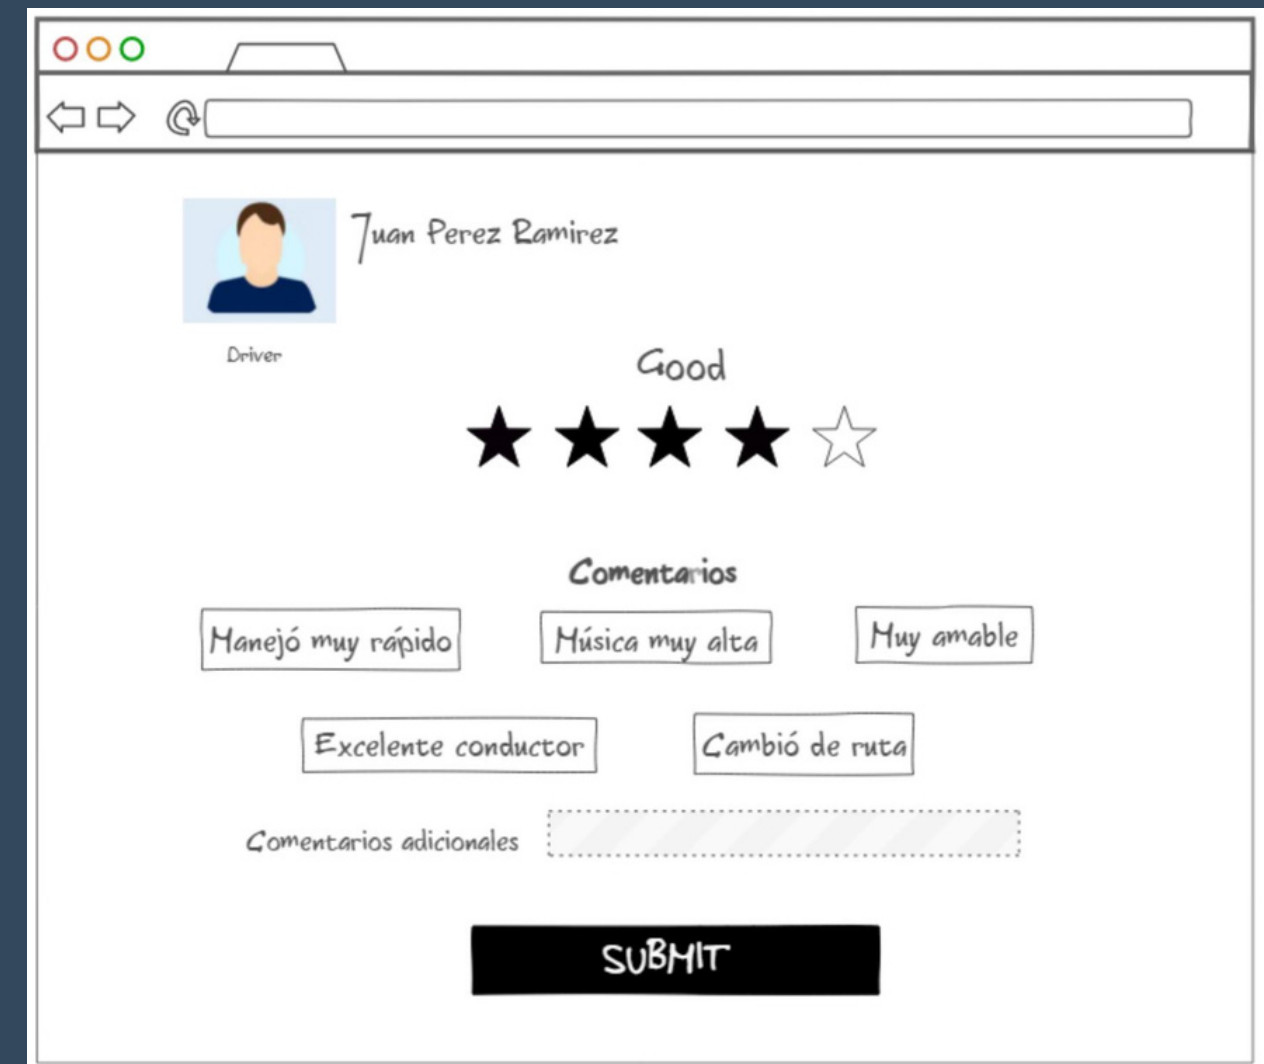 Juan Perez Ramirez
Driver
Good
Comentarios
Manejó muy rápido
Música muy alta
Muy amable
Excelente conductor
Cambió de ruta
Comentarios adicionales
SUBMIT